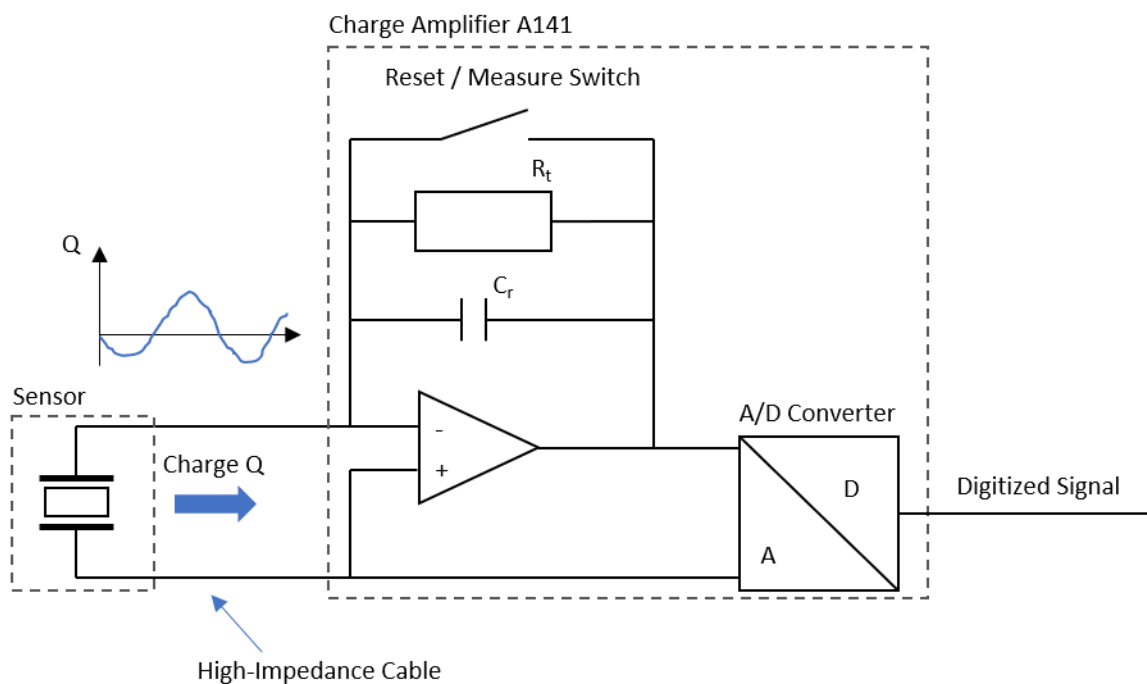 Charge Amplifier A141
Reset / Measure Switch
Rt
Q
Cr
Sensor
A/D Converter
-
Charge Q
+
D
Digitized Signal
A
High-Impedance Cable